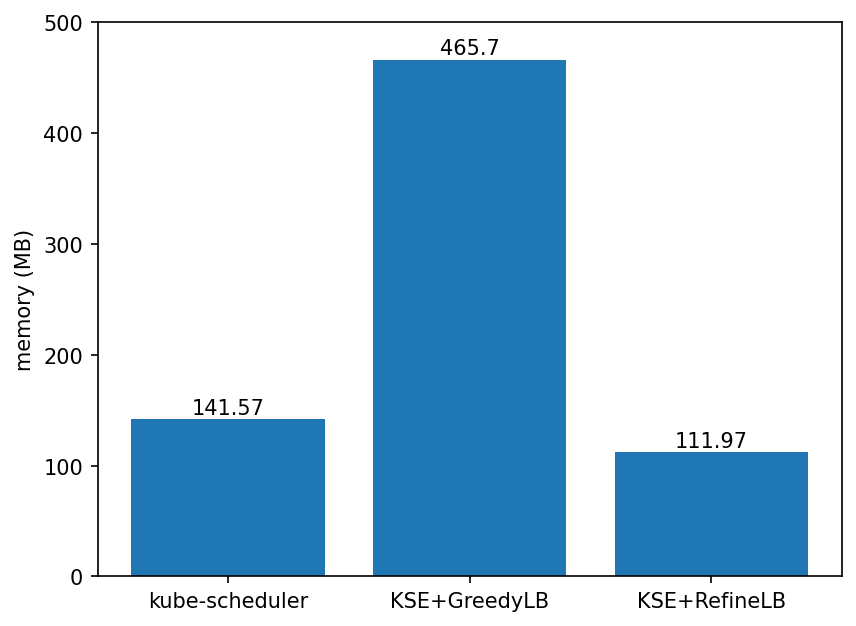 500
400
300
200
100
0
memory (MB)
141.57
465.7
111.97
kube-scheduler
KSE+GreedyLB
KSE+RefineLB